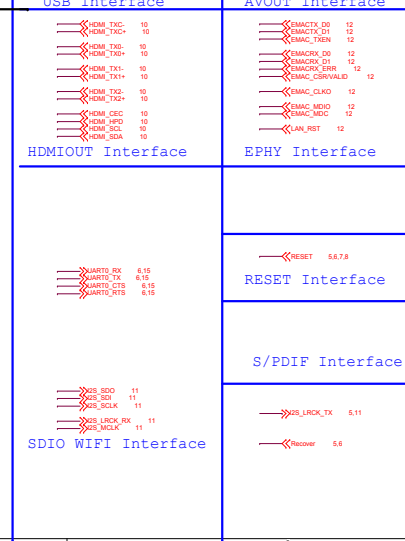 USB Interface
AVOUT Interface
HDMI_TXC- 10
HDMI_TXC+ 10
HDMI_TX0- 10
HDMI_TX0+ 10
HDMI_TX1- 10
HDMI_TX1+ 10
HDMI_TX2- 10
HDMI_TX2+ 10
HDMI_CEC 10
HDMI_HPD 10
HDMI_SCL 10
HDMI_SDA 10
HDMIOUT Interface
EMACTX_D0 12
EMACTX_D1 12
EMAC_TXEN 12
EMACRX_D0 12
EMACRX_D1 12
EMACRX_ERR 12
EMAC_CSR/VALID 12
EMAC_CLKO 12
EMAC_MDIO 12
EMAC_MDC 12
LAN_RST 12
EPHY Interface
UART0_RX 6,15
UART0_TX 6,15
UART0_CTS 6,15
UART0_RTS 6,15
RESET 5,6,7,8
RESET Interface
S/PDIF Interface
I2S_SDO 11
I2S_SDI 11
I2S_SCLK 11
I2S_LRCK_RX 11
I2S_MCLK 11
SDIO WIFI Interface
I2S_LRCK_TX 5,11
Recover 5,6